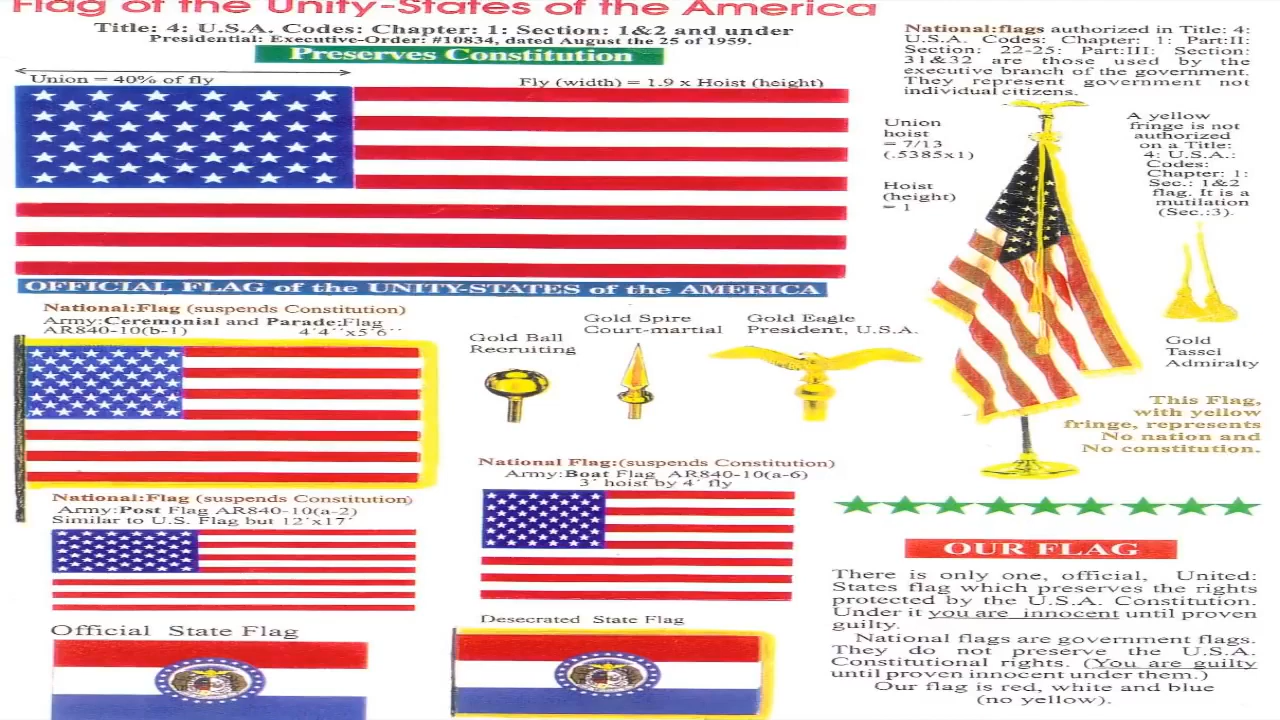 Flag of the Unity-States of the America
Title: 4: U.S.A. Codes: Chapter: 1: Section: 1&2 and under
Presidential: Executive-Order: #10834, dated August the 25 of 1959.
Preserves Constitution
Union = 40% of fly
Fly (width) = 1.9 x Hoist (height)
Union
hoist
= 7/13
(.5385x1)
Hoist
(height)
= 1
OFFICIAL FLAG of the UNITY-STATES of the AMERICA
National:flags authorized in Title: 4:
U.S.A. Codes: Chapter: 1: Part:II:
Section: 22-25: Part:III: Section:
31&32 are those used by the
executive branch of the government.
They represent government not
individual citizens.
A yellow
fringe is not
authorized
on a Title:
4: U.S.A.:
Codes:
Chapter: 1:
Sec.: 1&2
flag. It is a
mutilation
(Sec.:3).
Gold
Tassel
Admiralty
This Flag,
with yellow
fringe, represents
No nation and
No constitution.
National:Flag (suspends Constitution)
Army:Ceremonial and Parade:Flag
AR840-10(b-1) 4'4''x5'6''
Gold Ball
Recruiting
Gold Spire
Court-martial
Gold Eagle
President, U.S.A.
National:Flag (suspends Constitution)
Army:Post Flag AR840-10(a-2)
Similar to U.S. Flag but 12'x17'
National Flag:(suspends Constitution)
Army:Boat Flag AR840-10(a-6)
3' hoist by 4' fly
Official State Flag
Desecrated State Flag
OUR FLAG
There is only one, official, United:
States flag which preserves the rights
protected by the U.S.A. Constitution.
Under it you are innocent until proven
guilty.
National flags are government flags.
They do not preserve the U.S.A.
Constitutional rights. (You are guilty
until proven innocent under them.)
Our flag is red, white and blue
(no yellow).